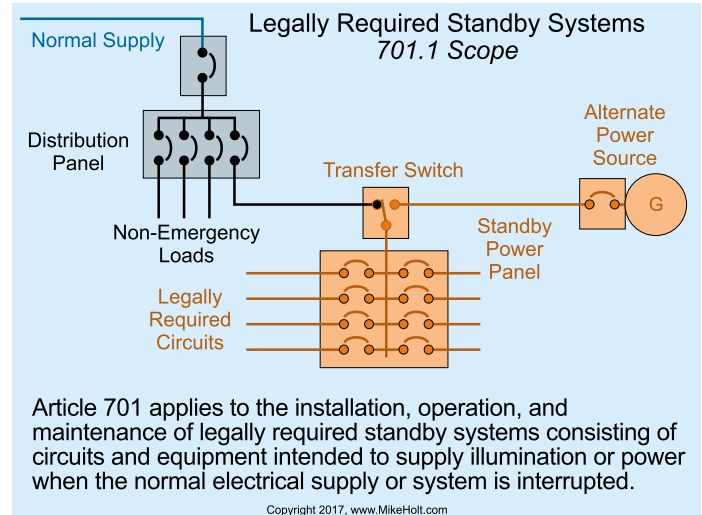 Legally Required Standby Systems
701.1 Scope
Normal Supply
Distribution
Panel
Non-Emergency
Loads
Transfer Switch
Alternate
Power
Source
G
Standby
Power
Panel
Legally
Required
Circuits
Article 701 applies to the installation, operation, and
maintenance of legally required standby systems consisting of
circuits and equipment intended to supply illumination or power
when the normal electrical supply or system is interrupted.
Copyright 2017, www.MikeHolt.com